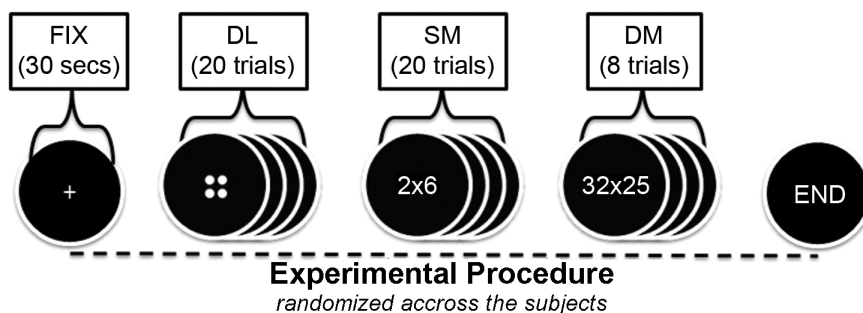 FIX
(30 secs)
DL
(20 trials)
SM
(20 trials)
DM
(8 trials)
+
2x6
32x25
END
Experimental Procedure
randomized accross the subjects